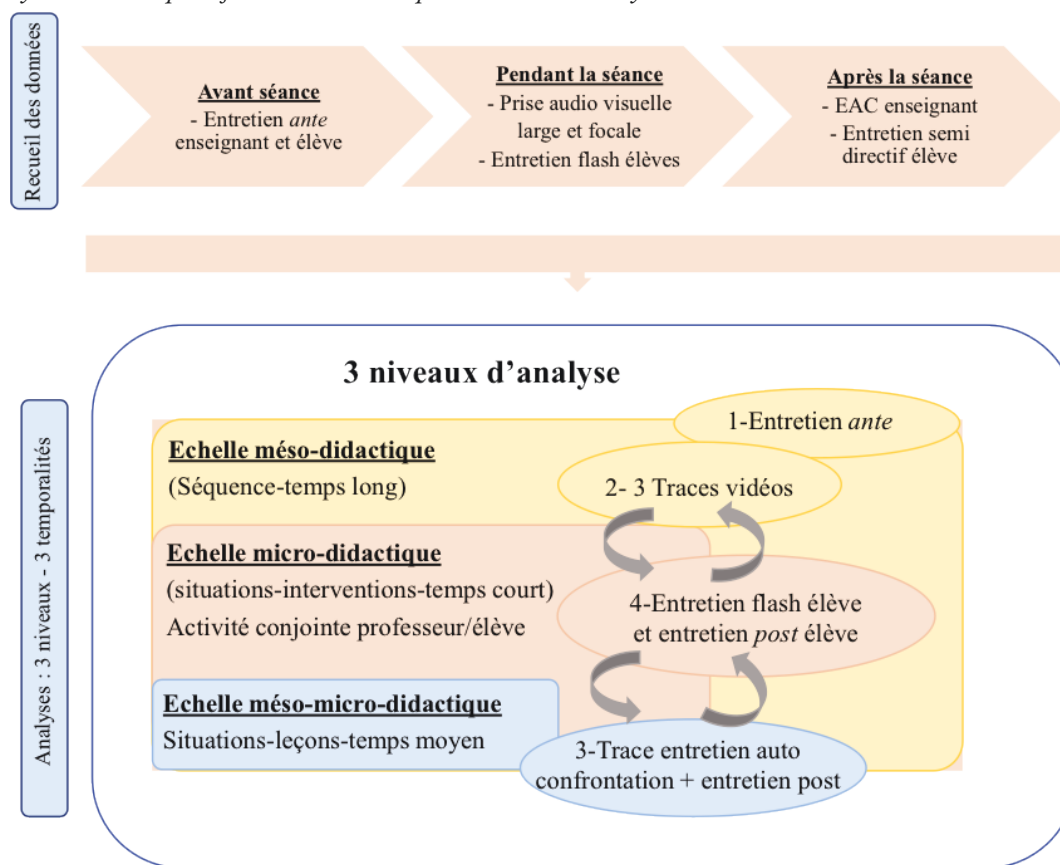 Recueil des données
Avant séance
- Entretien ante
enseignant et élève
Pendant la séance
- Prise audio visuelle
large et focale
- Entretien flash élèves
Après la séance
- EAC enseignant
- Entretien semi
directif élève
Analyses : 3 niveaux - 3 temporalités
3 niveaux d’analyse
1-Entretien ante
Echelle méso-didactique
(Séquence-temps long)
2- 3 Traces vidéos
Echelle micro-didactique
(situations-interventions-temps court)
Activité conjointe professeur/élève
4-Entretien flash élève
et entretien post élève
Echelle méso-micro-didactique
Situations-leçons-temps moyen
3-Trace entretien auto
confrontation + entretien post